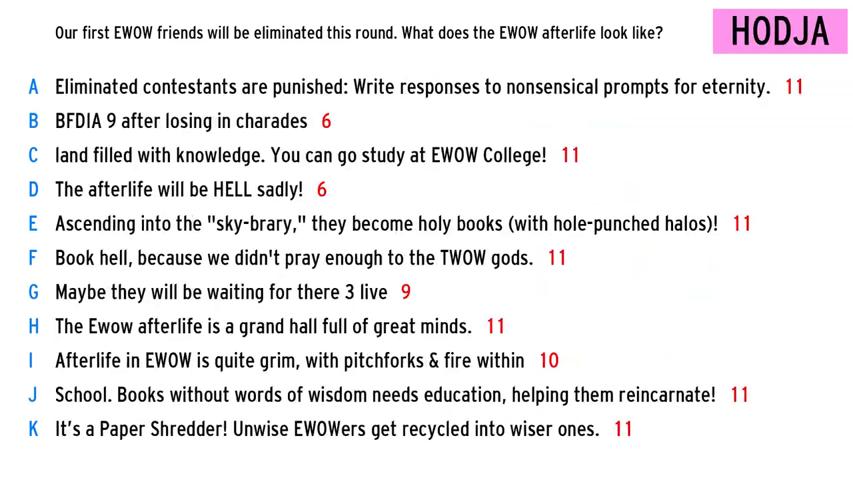 Our first EWOW friends will be eliminated this round. What does the EWOW afterlife look like?
HODJA
A Eliminated contestants are punished: Write responses to nonsensical prompts for eternity. 11
B BFDIA 9 after losing in charades 6
C land filled with knowledge. You can go study at EWOW College! 11
D The afterlife will be HELL sadly! 6
E Ascending into the "sky-brary," they become holy books (with hole-punched halos)! 11
F Book hell, because we didn't pray enough to the TWOW gods. 11
G Maybe they will be waiting for there 3 live 9
H The Ewow afterlife is a grand hall full of great minds. 11
I Afterlife in EWOW is quite grim, with pitchforks & fire within 10
J School. Books without words of wisdom needs education, helping them reincarnate! 11
K It's a Paper Shredder! Unwise EWOWers get recycled into wiser ones. 11